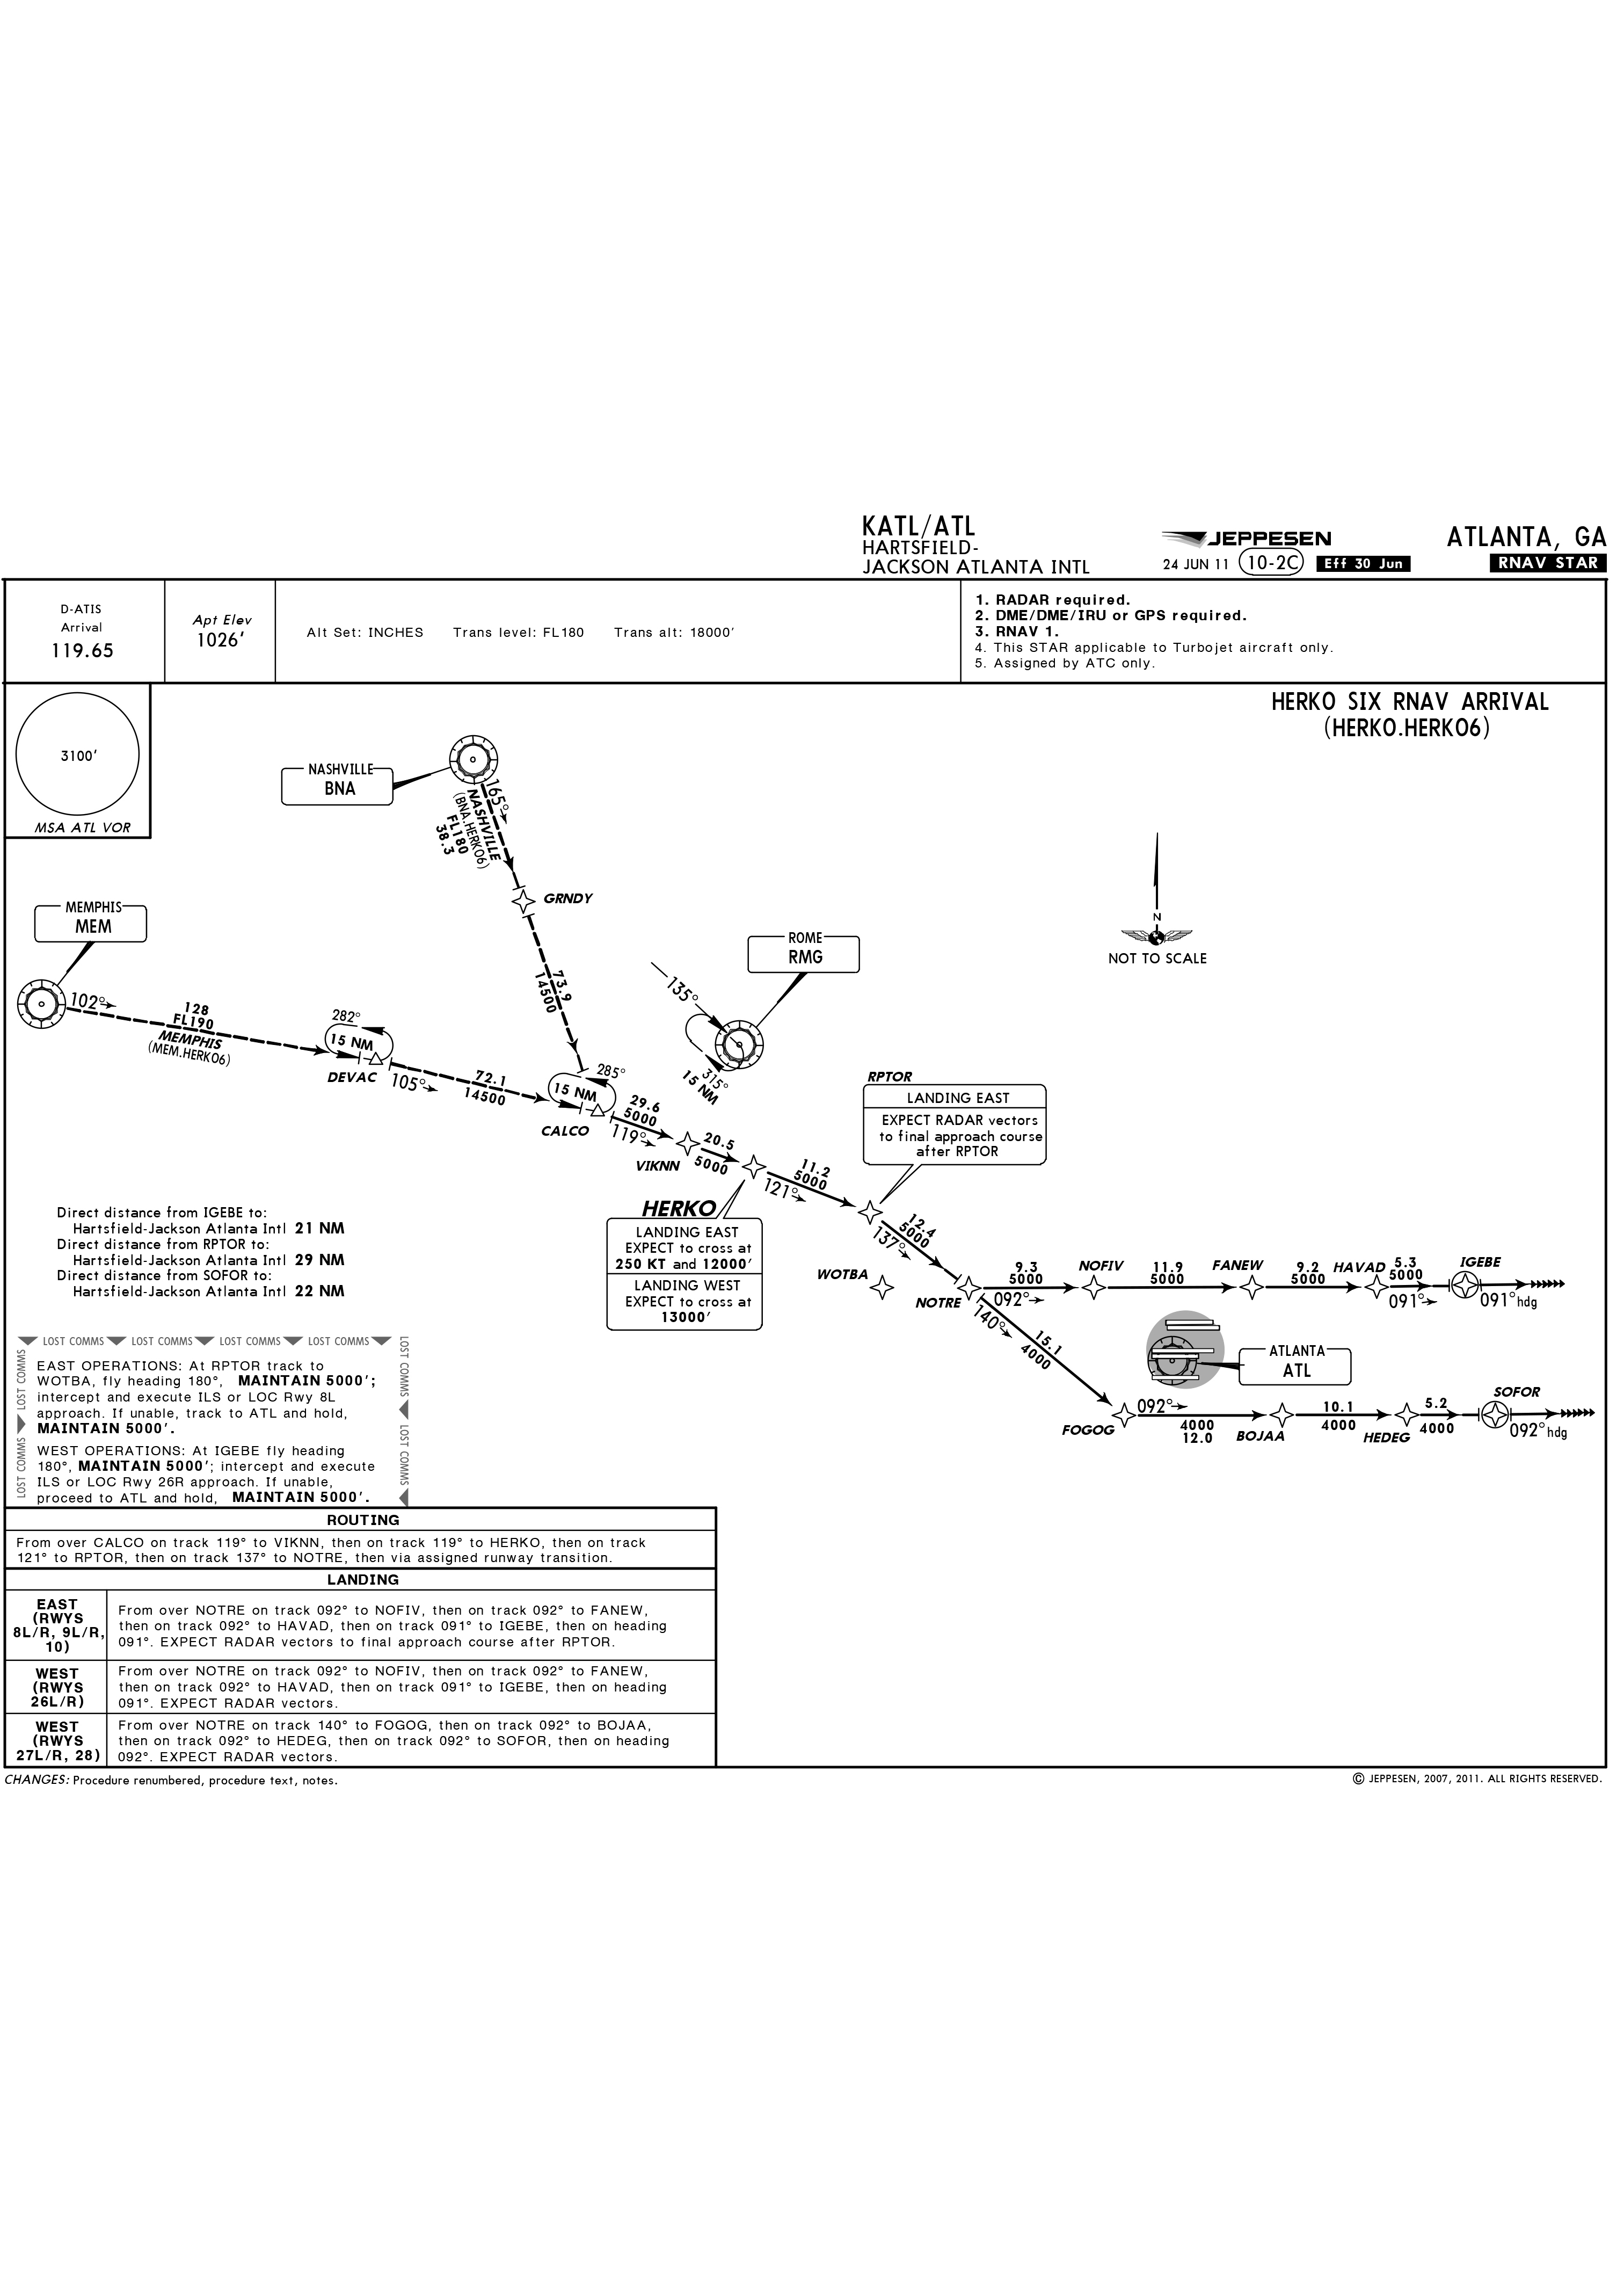 KATL/ATL
HARTSFIELD-
JACKSON ATLANTA INTL
JEPPESEN
24 JUN 11 10-2C Eff 30 Jun
ATLANTA, GA
RNAV STAR
D-ATIS
Arrival
119.65
Apt Elev
1026'
Alt Set: INCHES Trans level: FL180 Trans alt: 18000'
1. RADAR required.
2. DME/DME/IRU or GPS required.
3. RNAV 1.
4. This STAR applicable to Turbojet aircraft only.
5. Assigned by ATC only.
3100'
MSA ATL VOR
HERKO SIX RNAV ARRIVAL
(HERKO.HERKO6)
NASHVILLE
BNA
165°
NASHVILLE
(BNA.HERKO6)
FL180
38.3
GRNDY
73.9
14500
MEMPHIS
MEM
102°
128
FL190
MEMPHIS
(MEM.HERKO6)
282°
15 NM
DEVAC
105°
72.1
14500
285°
15 NM
CALCO
119°
29.6
5000
VIKNN
20.5
5000
ROME
RMG
135°
315°
15 NM
N
NOT TO SCALE
HERKO
LANDING EAST
EXPECT to cross at
250 KT and 12000'
LANDING WEST
EXPECT to cross at
13000'
121°
11.2
5000
RPTOR
LANDING EAST
EXPECT RADAR vectors
to final approach course
after RPTOR
137°
12.4
5000
WOTBA
NOTRE
092°
9.3
5000
NOFIV
11.9
5000
FANEW
9.2
5000
HAVAD
5.3
5000
091°
IGEBE
091° hdg
140°
15.1
4000
ATLANTA
ATL
FOGOG
092°
4000
12.0
BOJAA
10.1
4000
HEDEG
5.2
4000
SOFOR
092° hdg
Direct distance from IGEBE to:
Hartsfield-Jackson Atlanta Intl 21 NM
Direct distance from RPTOR to:
Hartsfield-Jackson Atlanta Intl 29 NM
Direct distance from SOFOR to:
Hartsfield-Jackson Atlanta Intl 22 NM
LOST COMMS LOST COMMS LOST COMMS LOST COMMS
LOST COMMS LOST COMMS
LOST COMMS LOST COMMS
EAST OPERATIONS: At RPTOR track to
WOTBA, fly heading 180°, MAINTAIN 5000';
intercept and execute ILS or LOC Rwy 8L
approach. If unable, track to ATL and hold,
MAINTAIN 5000'.
WEST OPERATIONS: At IGEBE fly heading
180°, MAINTAIN 5000'; intercept and execute
ILS or LOC Rwy 26R approach. If unable,
proceed to ATL and hold, MAINTAIN 5000'.
ROUTING
From over CALCO on track 119° to VIKNN, then on track 119° to HERKO, then on track
121° to RPTOR, then on track 137° to NOTRE, then via assigned runway transition.
LANDING
EAST
(RWYS
8L/R, 9L/R,
10)
From over NOTRE on track 092° to NOFIV, then on track 092° to FANEW,
then on track 092° to HAVAD, then on track 091° to IGEBE, then on heading
091°. EXPECT RADAR vectors to final approach course after RPTOR.
WEST
(RWYS
26L/R)
From over NOTRE on track 092° to NOFIV, then on track 092° to FANEW,
then on track 092° to HAVAD, then on track 091° to IGEBE, then on heading
091°. EXPECT RADAR vectors.
WEST
(RWYS
27L/R, 28)
From over NOTRE on track 140° to FOGOG, then on track 092° to BOJAA,
then on track 092° to HEDEG, then on track 092° to SOFOR, then on heading
092°. EXPECT RADAR vectors.
CHANGES: Procedure renumbered, procedure text, notes.
© JEPPESEN, 2007, 2011. ALL RIGHTS RESERVED.